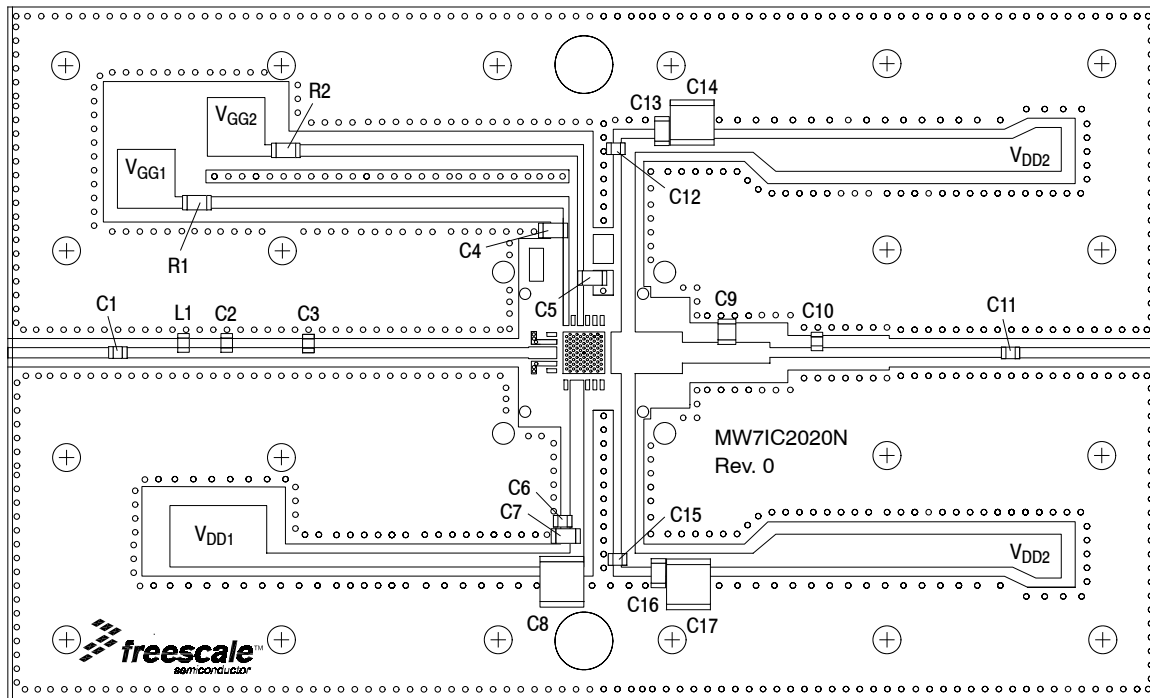 C13
C14
R2
VGG2
VGG1
VDD2
C12
C4
R1
C5
C1
L1
C2
C3
C9
C10
C11
MW7IC2020N
Rev. 0
C6
C7
C15
VDD1
VDD2
C16
C8
C17
freescale™
semiconductor